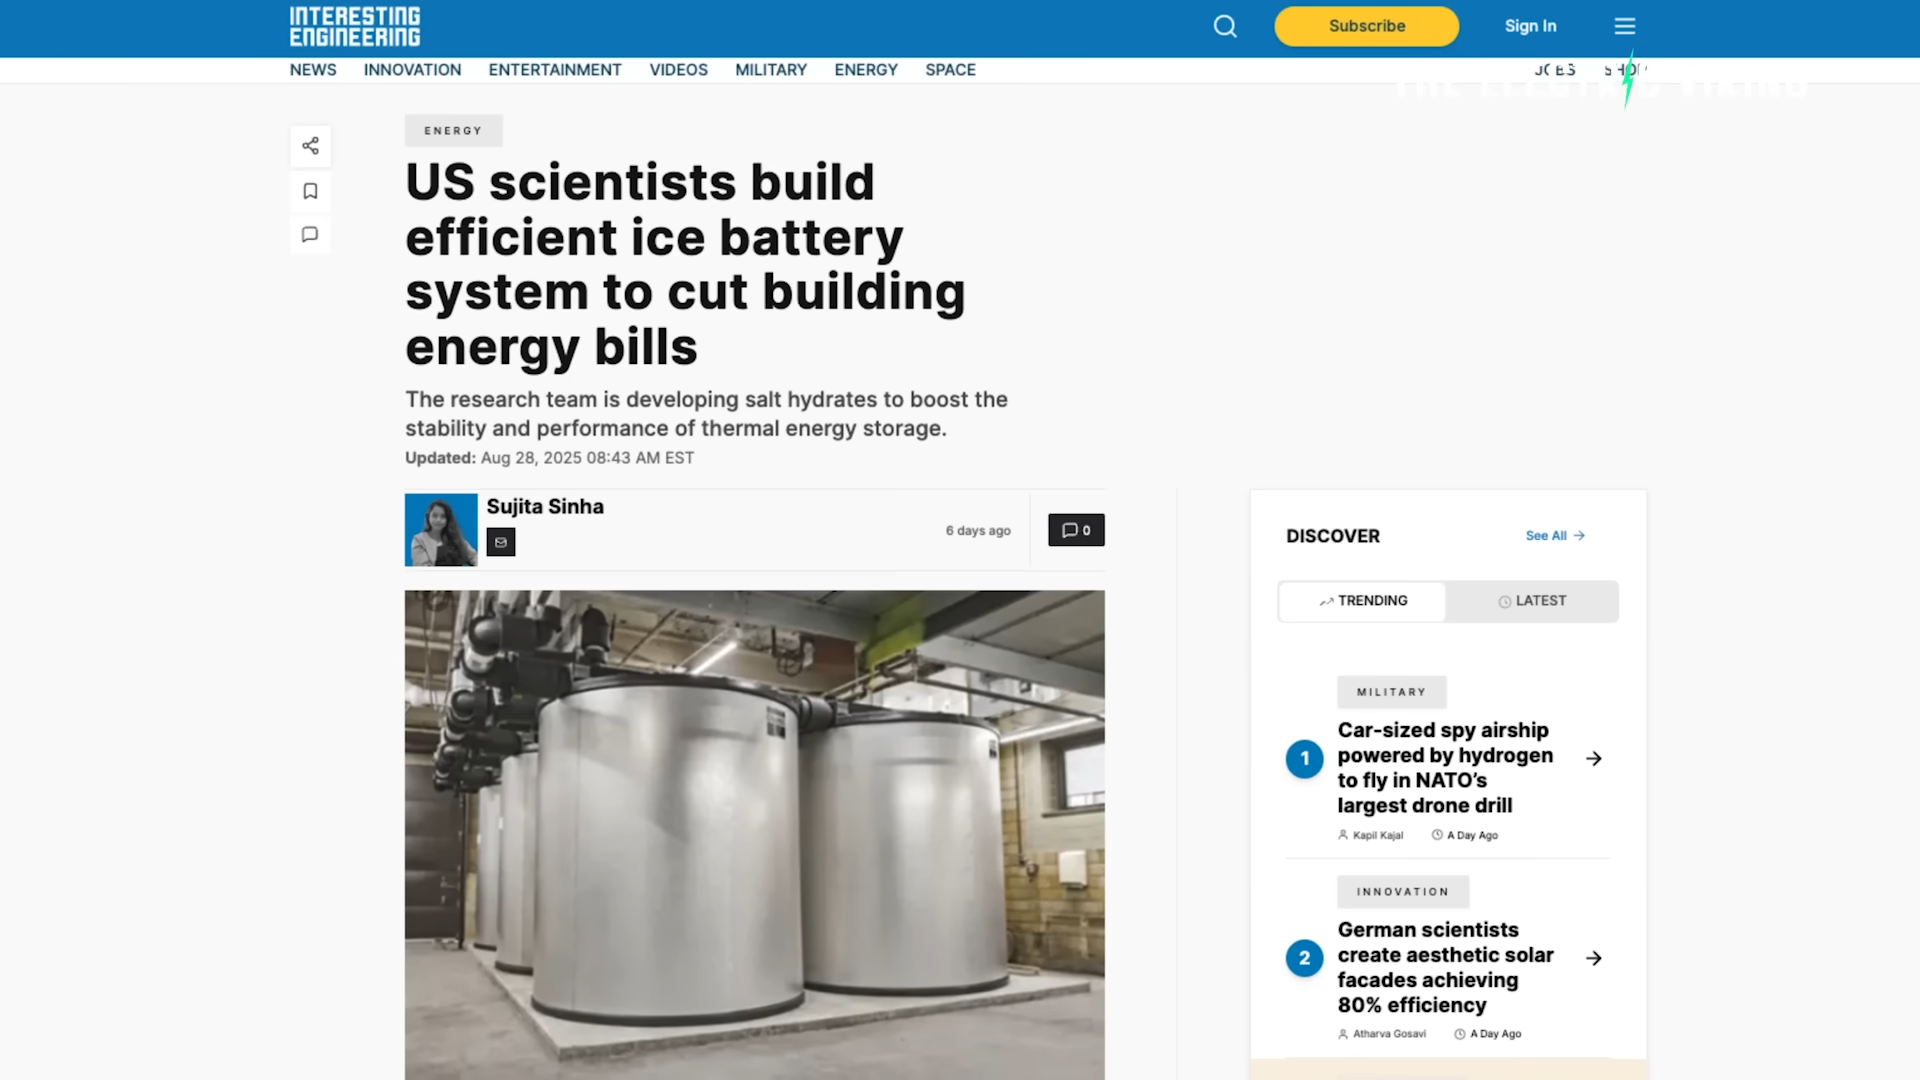 INTERESTING
ENGINEERING
Subscribe
Sign In
NEWS INNOVATION ENTERTAINMENT VIDEOS MILITARY ENERGY SPACE
THE ELECTRIC VIKING
ENERGY
US scientists build
efficient ice battery
system to cut building
energy bills
The research team is developing salt hydrates to boost the
stability and performance of thermal energy storage.
Updated: Aug 28, 2025 08:43 AM EST
Sujita Sinha
6 days ago
0
DISCOVER
See All
TRENDING
LATEST
MILITARY
1
Car-sized spy airship
powered by hydrogen
to fly in NATO's
largest drone drill
Kapil Kajal A Day Ago
INNOVATION
2
German scientists
create aesthetic solar
facades achieving
80% efficiency
Atharva Gosavi A Day Ago